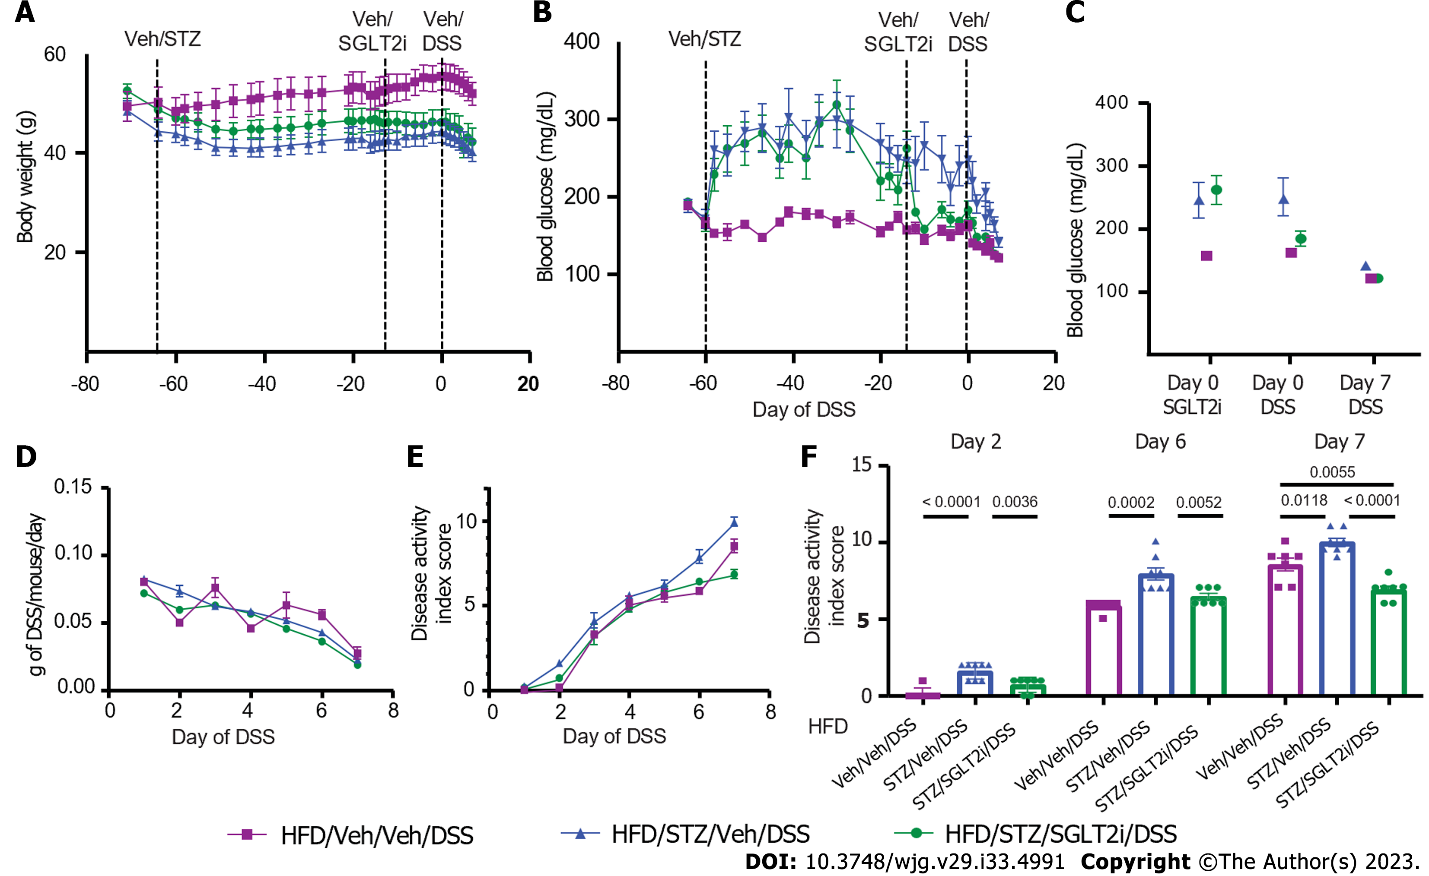 A
Veh/STZ
Veh/
SGLT2i
Veh/
DSS
60
40
20
Body weight (g)
-80
-60
-40
-20
0
20
B
Veh/STZ
Veh/
SGLT2i
Veh/
DSS
400
300
200
100
Blood glucose (mg/dL)
-80
-60
-40
-20
0
20
Day of DSS
C
400
300
200
100
Blood glucose (mg/dL)
Day 0
SGLT2i
Day 0
DSS
Day 7
DSS
D
0.15
0.10
0.05
0.00
g of DSS/mouse/day
0
2
4
6
8
Day of DSS
E
10
5
0
Disease activity
index score
0
2
4
6
8
Day of DSS
F
Day 2
Day 6
Day 7
15
10
5
0
Disease activity
index score
< 0.0001
0.0036
0.0002
0.0052
0.0055
0.0118
< 0.0001
HFD
Veh/Veh/DSS
STZ/Veh/DSS
STZ/SGLT2i/DSS
Veh/Veh/DSS
STZ/Veh/DSS
STZ/SGLT2i/DSS
Veh/Veh/DSS
STZ/Veh/DSS
STZ/SGLT2i/DSS
HFD/Veh/Veh/DSS
HFD/STZ/Veh/DSS
HFD/STZ/SGLT2i/DSS
DOI: 10.3748/wjg.v29.i33.4991 Copyright ©The Author(s) 2023.